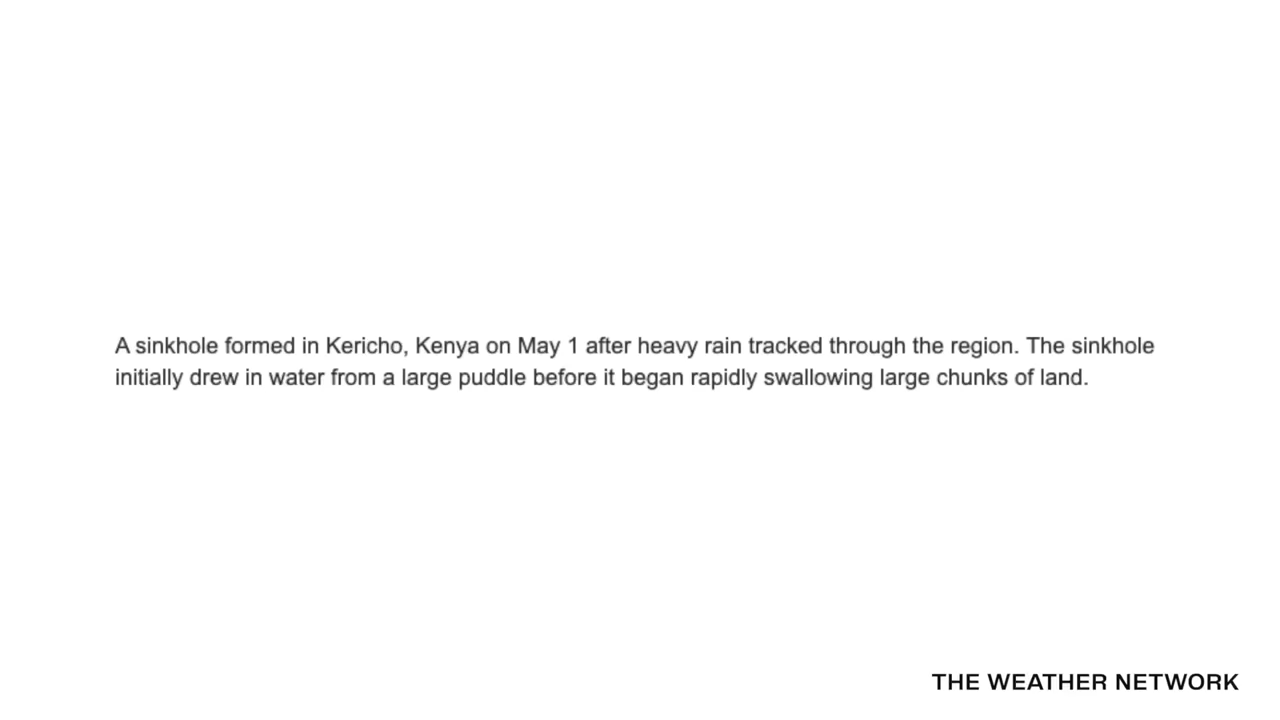 A sinkhole formed in Kericho, Kenya on May 1 after heavy rain tracked through the region. The sinkhole
initially drew in water from a large puddle before it began rapidly swallowing large chunks of land.
THE WEATHER NETWORK